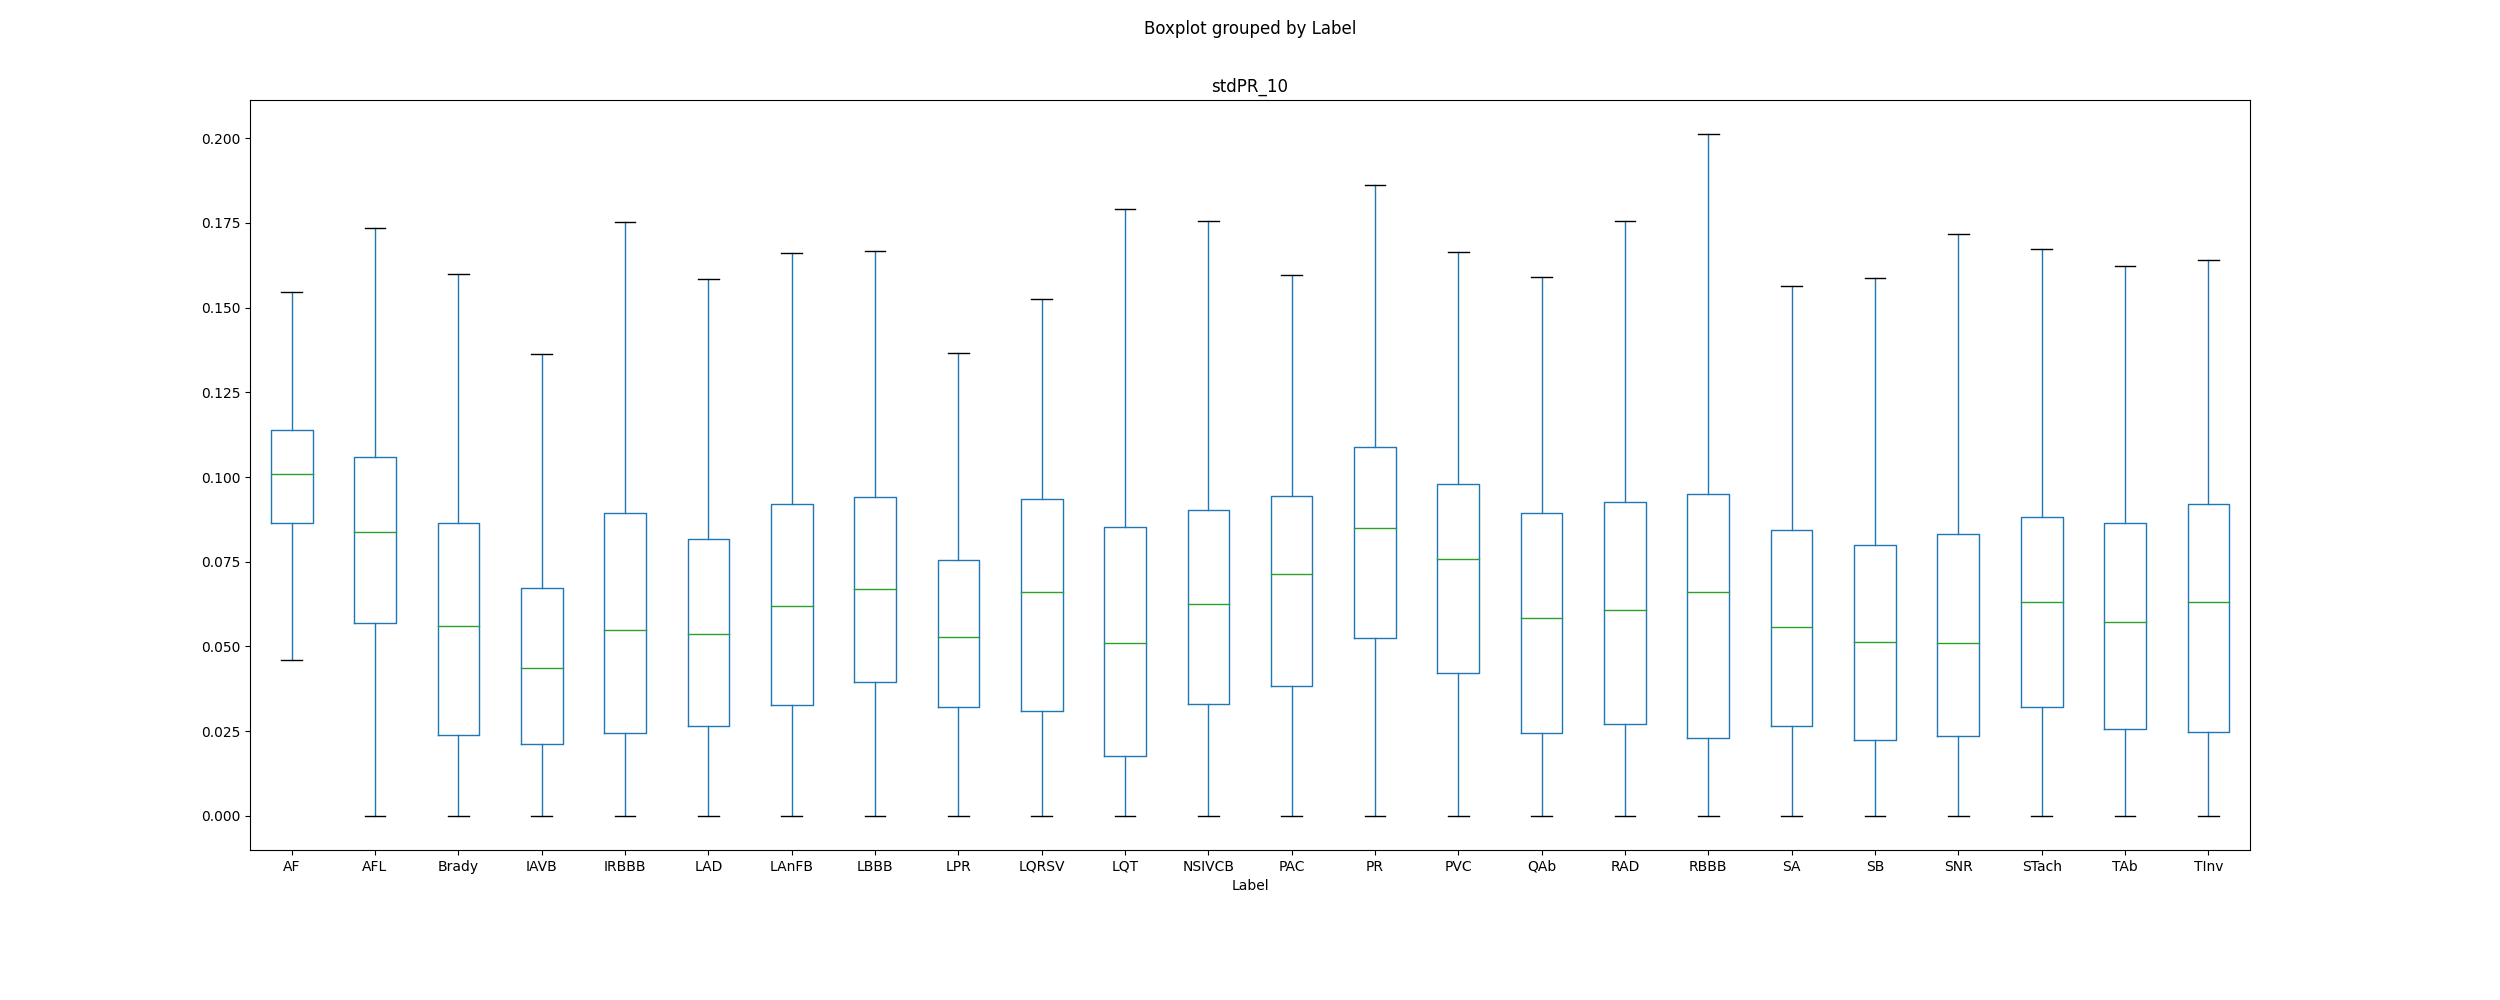 Boxplot grouped by Label
stdPR_10
0.200
0.175
0.150
0.125
0.100
0.075
0.050
0.025
0.000
AF AFL Brady IAVB IRBBB LAD LAnFB LBBB LPR LQRSV LQT NSIVCB PAC PR PVC QAb RAD RBBB SA SB SNR STach TAb TInv
Label